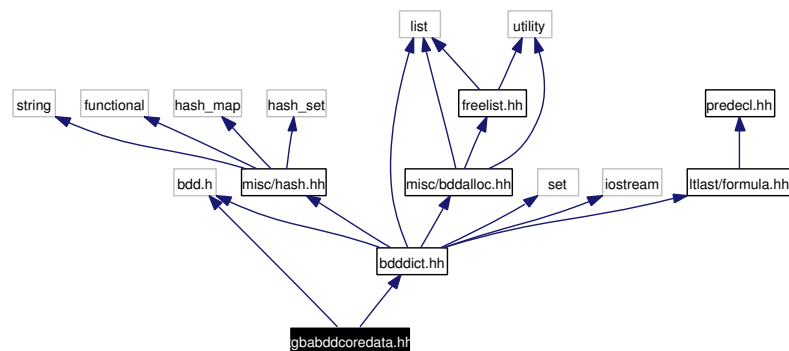 list
utility
string
functional
hash_map
hash_set
freelist.hh
predecl.hh
bdd.h
misc/hash.hh
misc/bddalloc.hh
set
iostream
ltlast/formula.hh
bdddict.hh
gbabddcoredata.hh